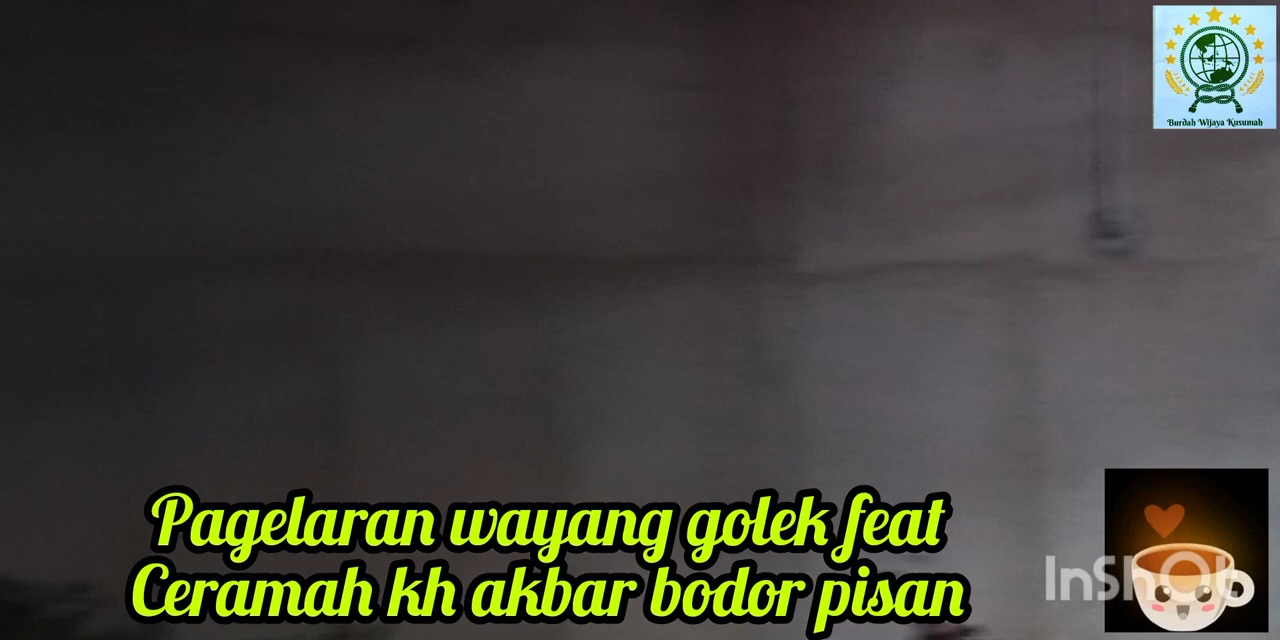 Burdah Wijaya Kusumah
Pagelaran wayang golek feat
Ceramah kh akbar bodor pisan
InShOt